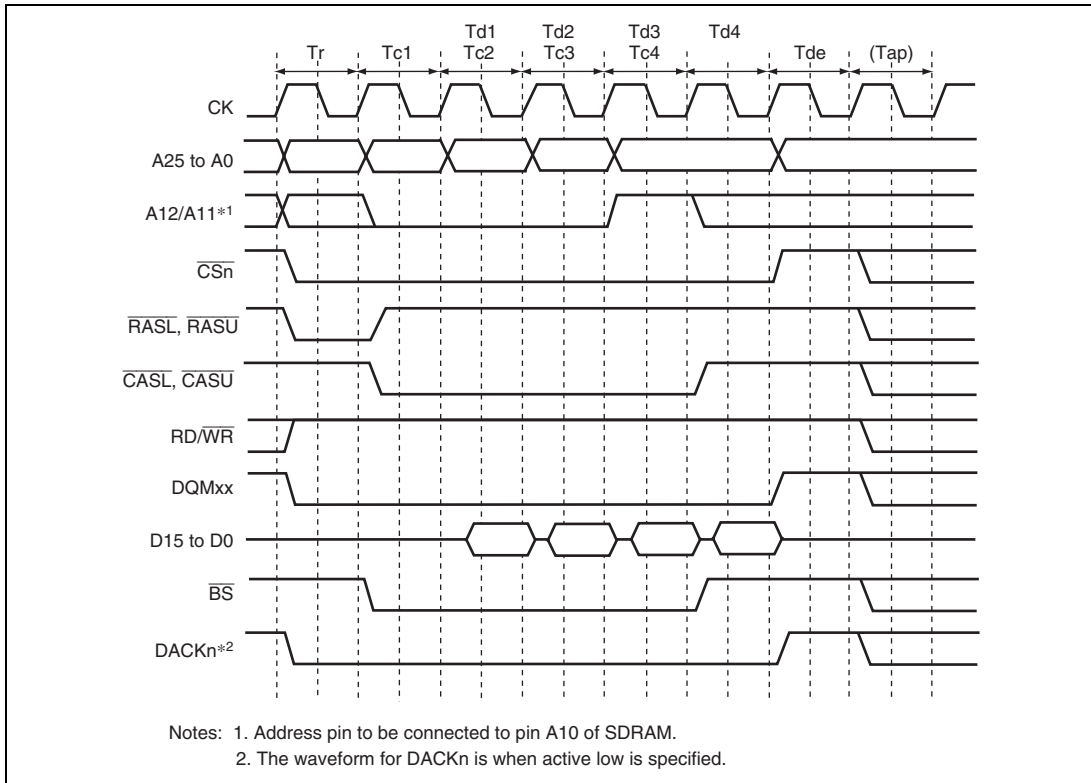 Td1 Td2 Td3 Td4
Tr Tc1 Tc2 Tc3 Tc4 Tde (Tap)
CK
A25 to A0
A12/A11*1
CSn
RASL, RASU
CASL, CASU
RD/WR
DQMxx
D15 to D0
BS
DACKn*2
Notes: 1. Address pin to be connected to pin A10 of SDRAM.
2. The waveform for DACKn is when active low is specified.